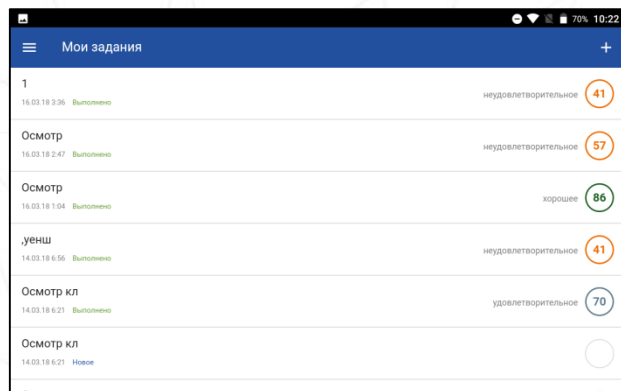 70% 10:22
Мои задания
1
16.03.18 3:36 Выполнено
неудовлетворительное 41
Осмотр
16.03.18 2:47 Выполнено
неудовлетворительное 57
Осмотр
16.03.18 1:04 Выполнено
хорошее 86
,уенш
14.03.18 6:56 Выполнено
неудовлетворительное 41
Осмотр кл
14.03.18 6:21 Выполнено
удовлетворительное 70
Осмотр кл
14.03.18 6:21 Новое